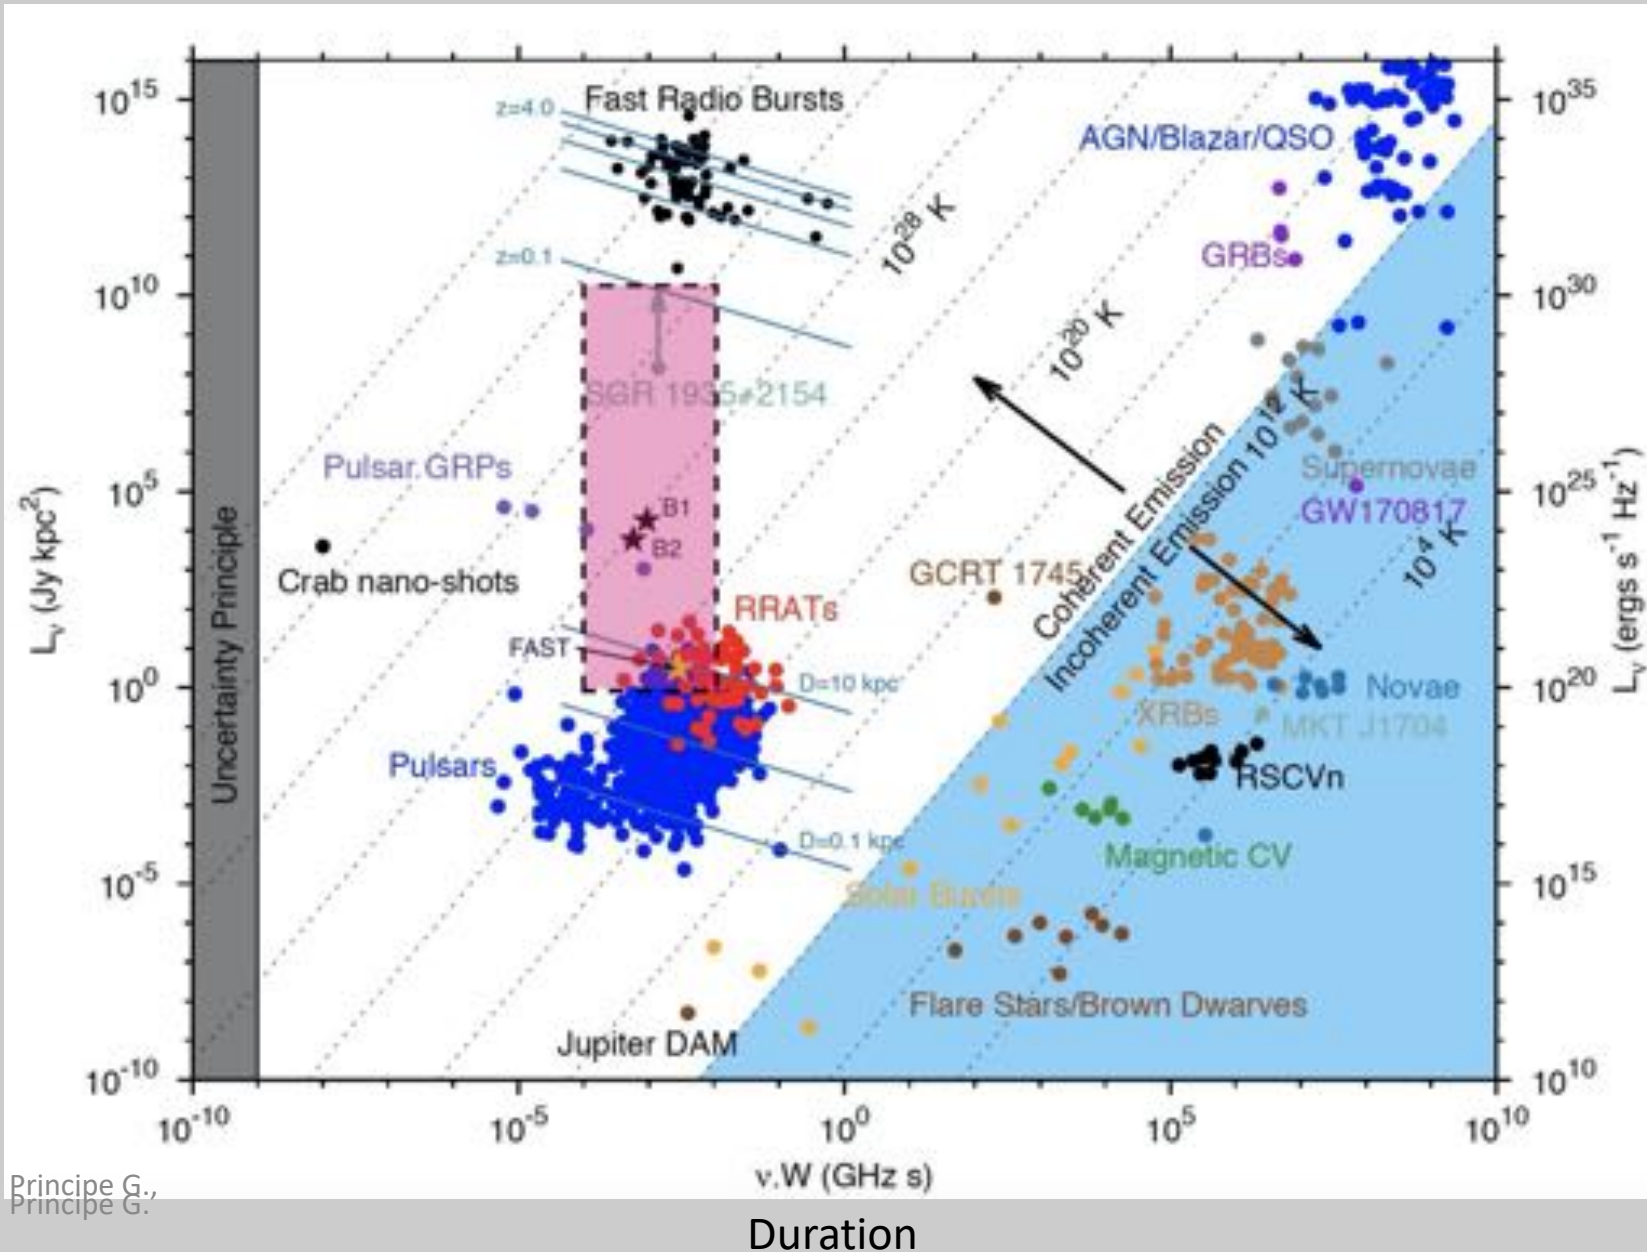 Fast Radio Bursts
z=4.0
AGN/Blazar/QSO
10^28 K
GRBs
z=0.1
10^20 K
SGR 1935+2154
Coherent Emission
Incoherent Emission 10^12 K
Pulsar GRPs
Supernovae
GW170817
B1
B2
10^4 K
Crab nano-shots
GCRT 1745
RRATs
FAST
D=10 kpc
Novae
XRBs
MKT J1704
Pulsars
RSCVn
D=0.1 kpc
Magnetic CV
Solar Bursts
Flare Stars/Brown Dwarves
Jupiter DAM
Uncertainty Principle
Lν (Jy kpc^2)
10^15
10^10
10^5
10^0
10^-5
10^-10
Lν (ergs s^-1 Hz^-1)
10^35
10^30
10^25
10^20
10^15
10^10
10^-10
10^-5
10^0
10^5
10^10
ν.W (GHz s)
Principe G.,
Principe G.
Duration